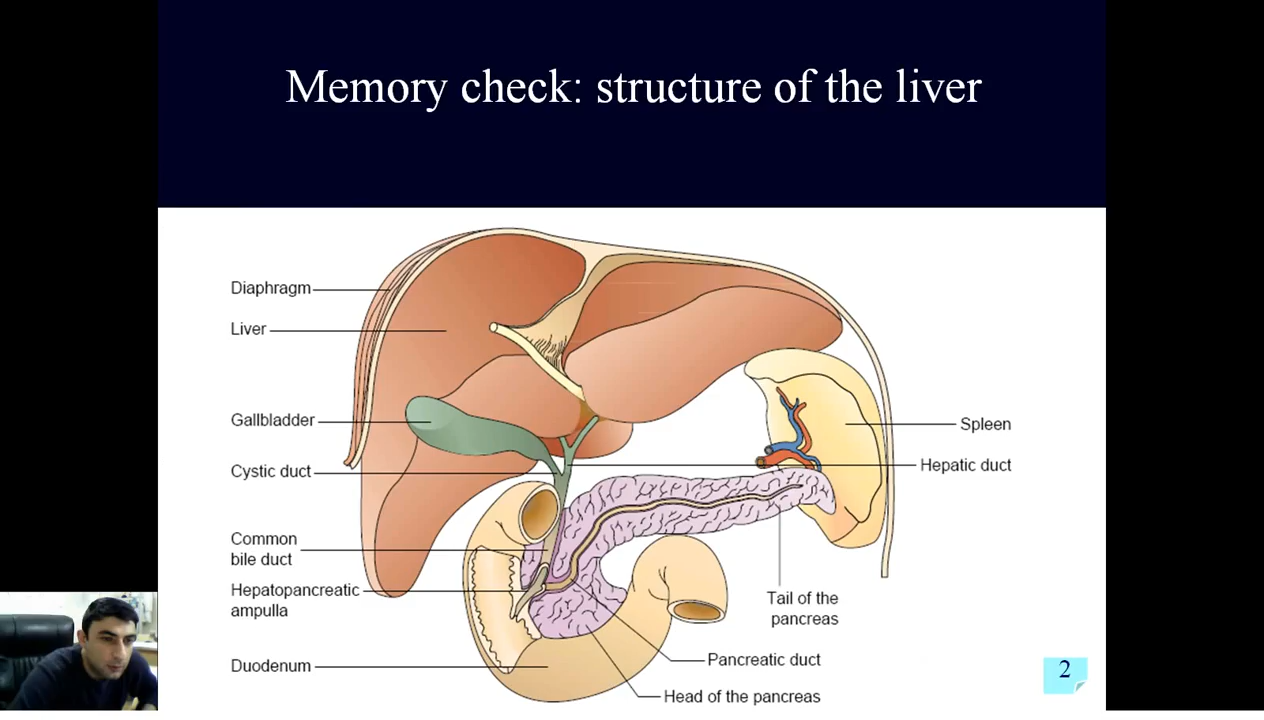 Memory check: structure of the liver
Diaphragm
Liver
Gallbladder
Cystic duct
Common
bile duct
Hepatopancreatic
ampulla
Duodenum
Spleen
Hepatic duct
Tail of the
pancreas
Pancreatic duct
Head of the pancreas
2